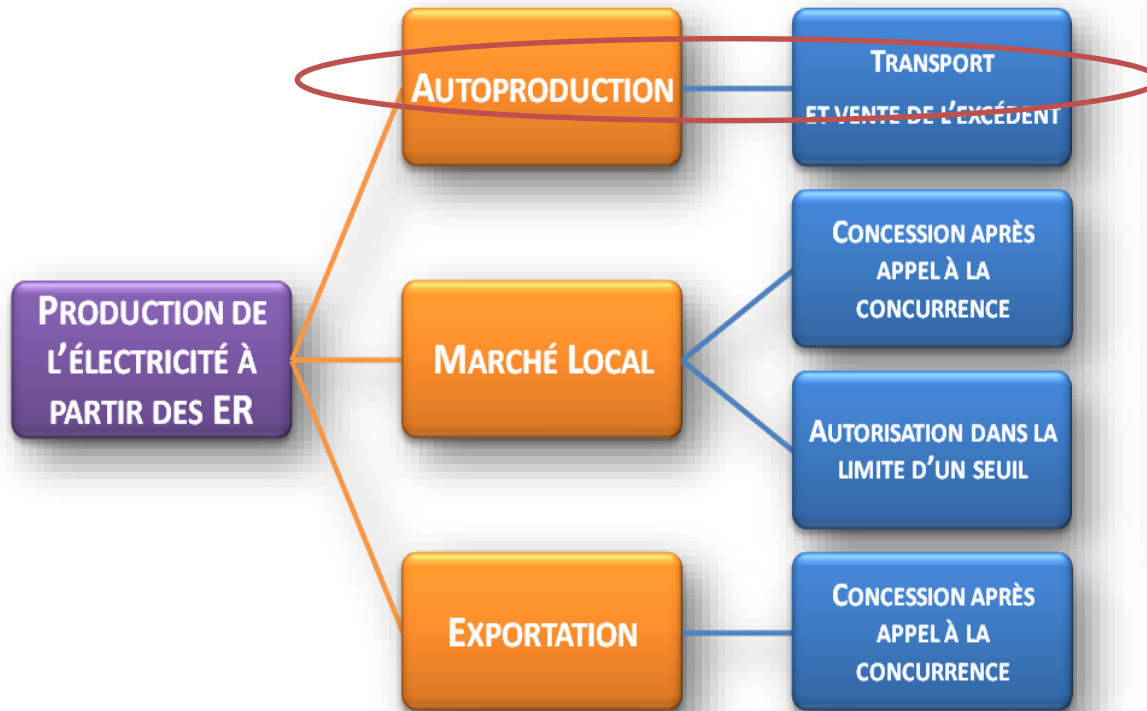 PRODUCTION DE
L'ÉLECTRICITÉ À
PARTIR DES ER
AUTOPRODUCTION
TRANSPORT
ET VENTE DE L'EXCÉDENT
MARCHÉ LOCAL
CONCESSION APRÈS
APPEL À LA
CONCURRENCE
AUTORISATION DANS LA
LIMITE D'UN SEUIL
EXPORTATION
CONCESSION APRÈS
APPEL À LA
CONCURRENCE